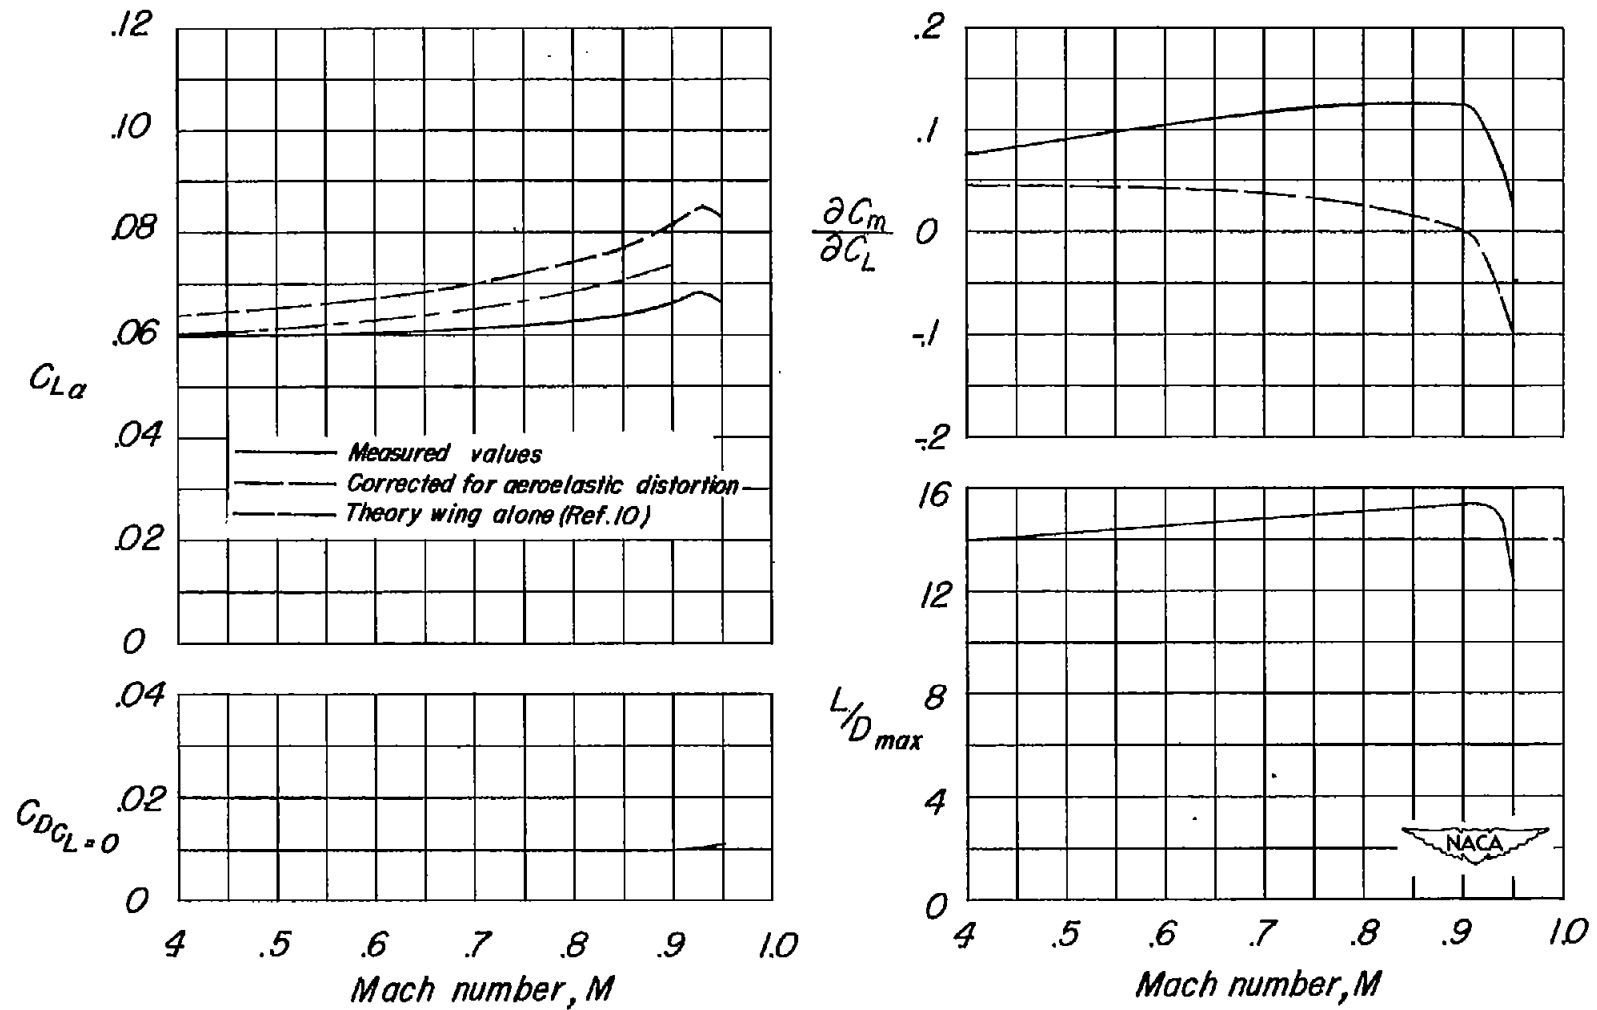 .12
.10
.08
.06
.04
.02
0
CLα
Measured values
Corrected for aeroelastic distortion
Theory wing alone (Ref. 10)
.04
.02
0
CDCL=0
.4 .5 .6 .7 .8 .9 1.0
Mach number, M
.2
.1
0
-.1
-.2
∂Cm
∂CL
16
12
8
4
0
L/D max
NACA
.4 .5 .6 .7 .8 .9 1.0
Mach number, M